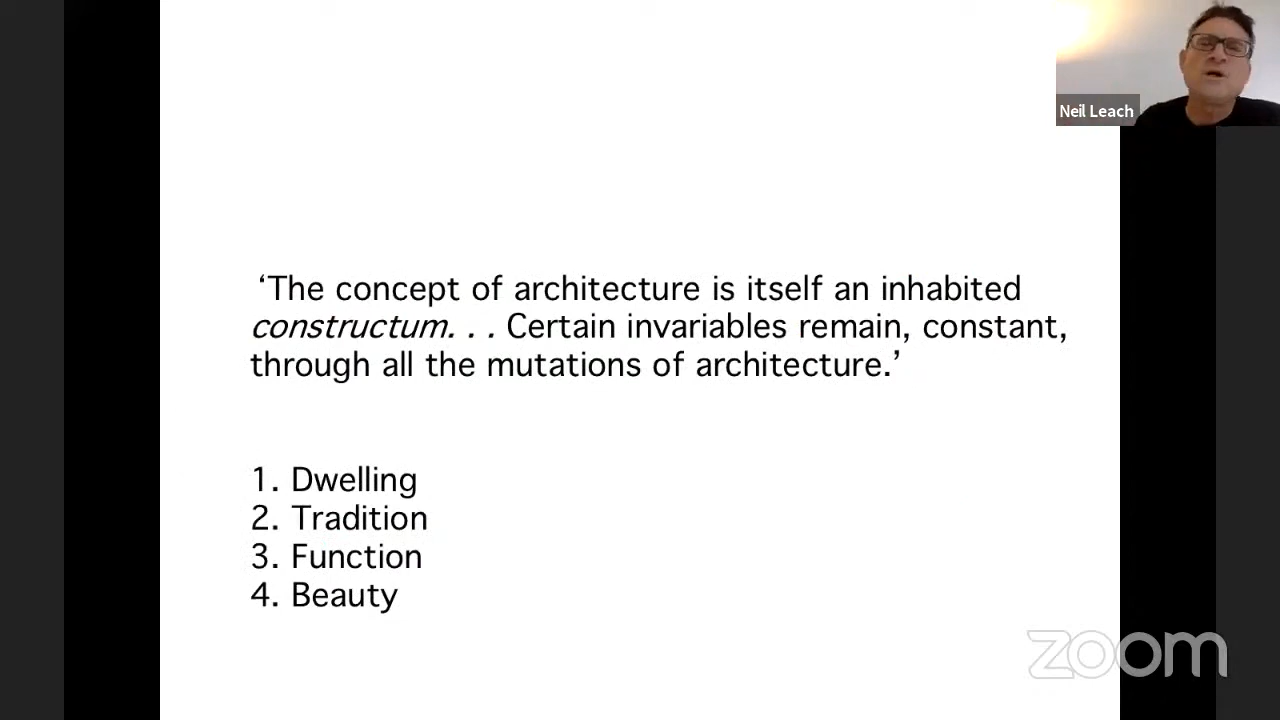 Neil Leach
‘The concept of architecture is itself an inhabited
constructum. . . Certain invariables remain, constant,
through all the mutations of architecture.’
1. Dwelling
2. Tradition
3. Function
4. Beauty
zoom